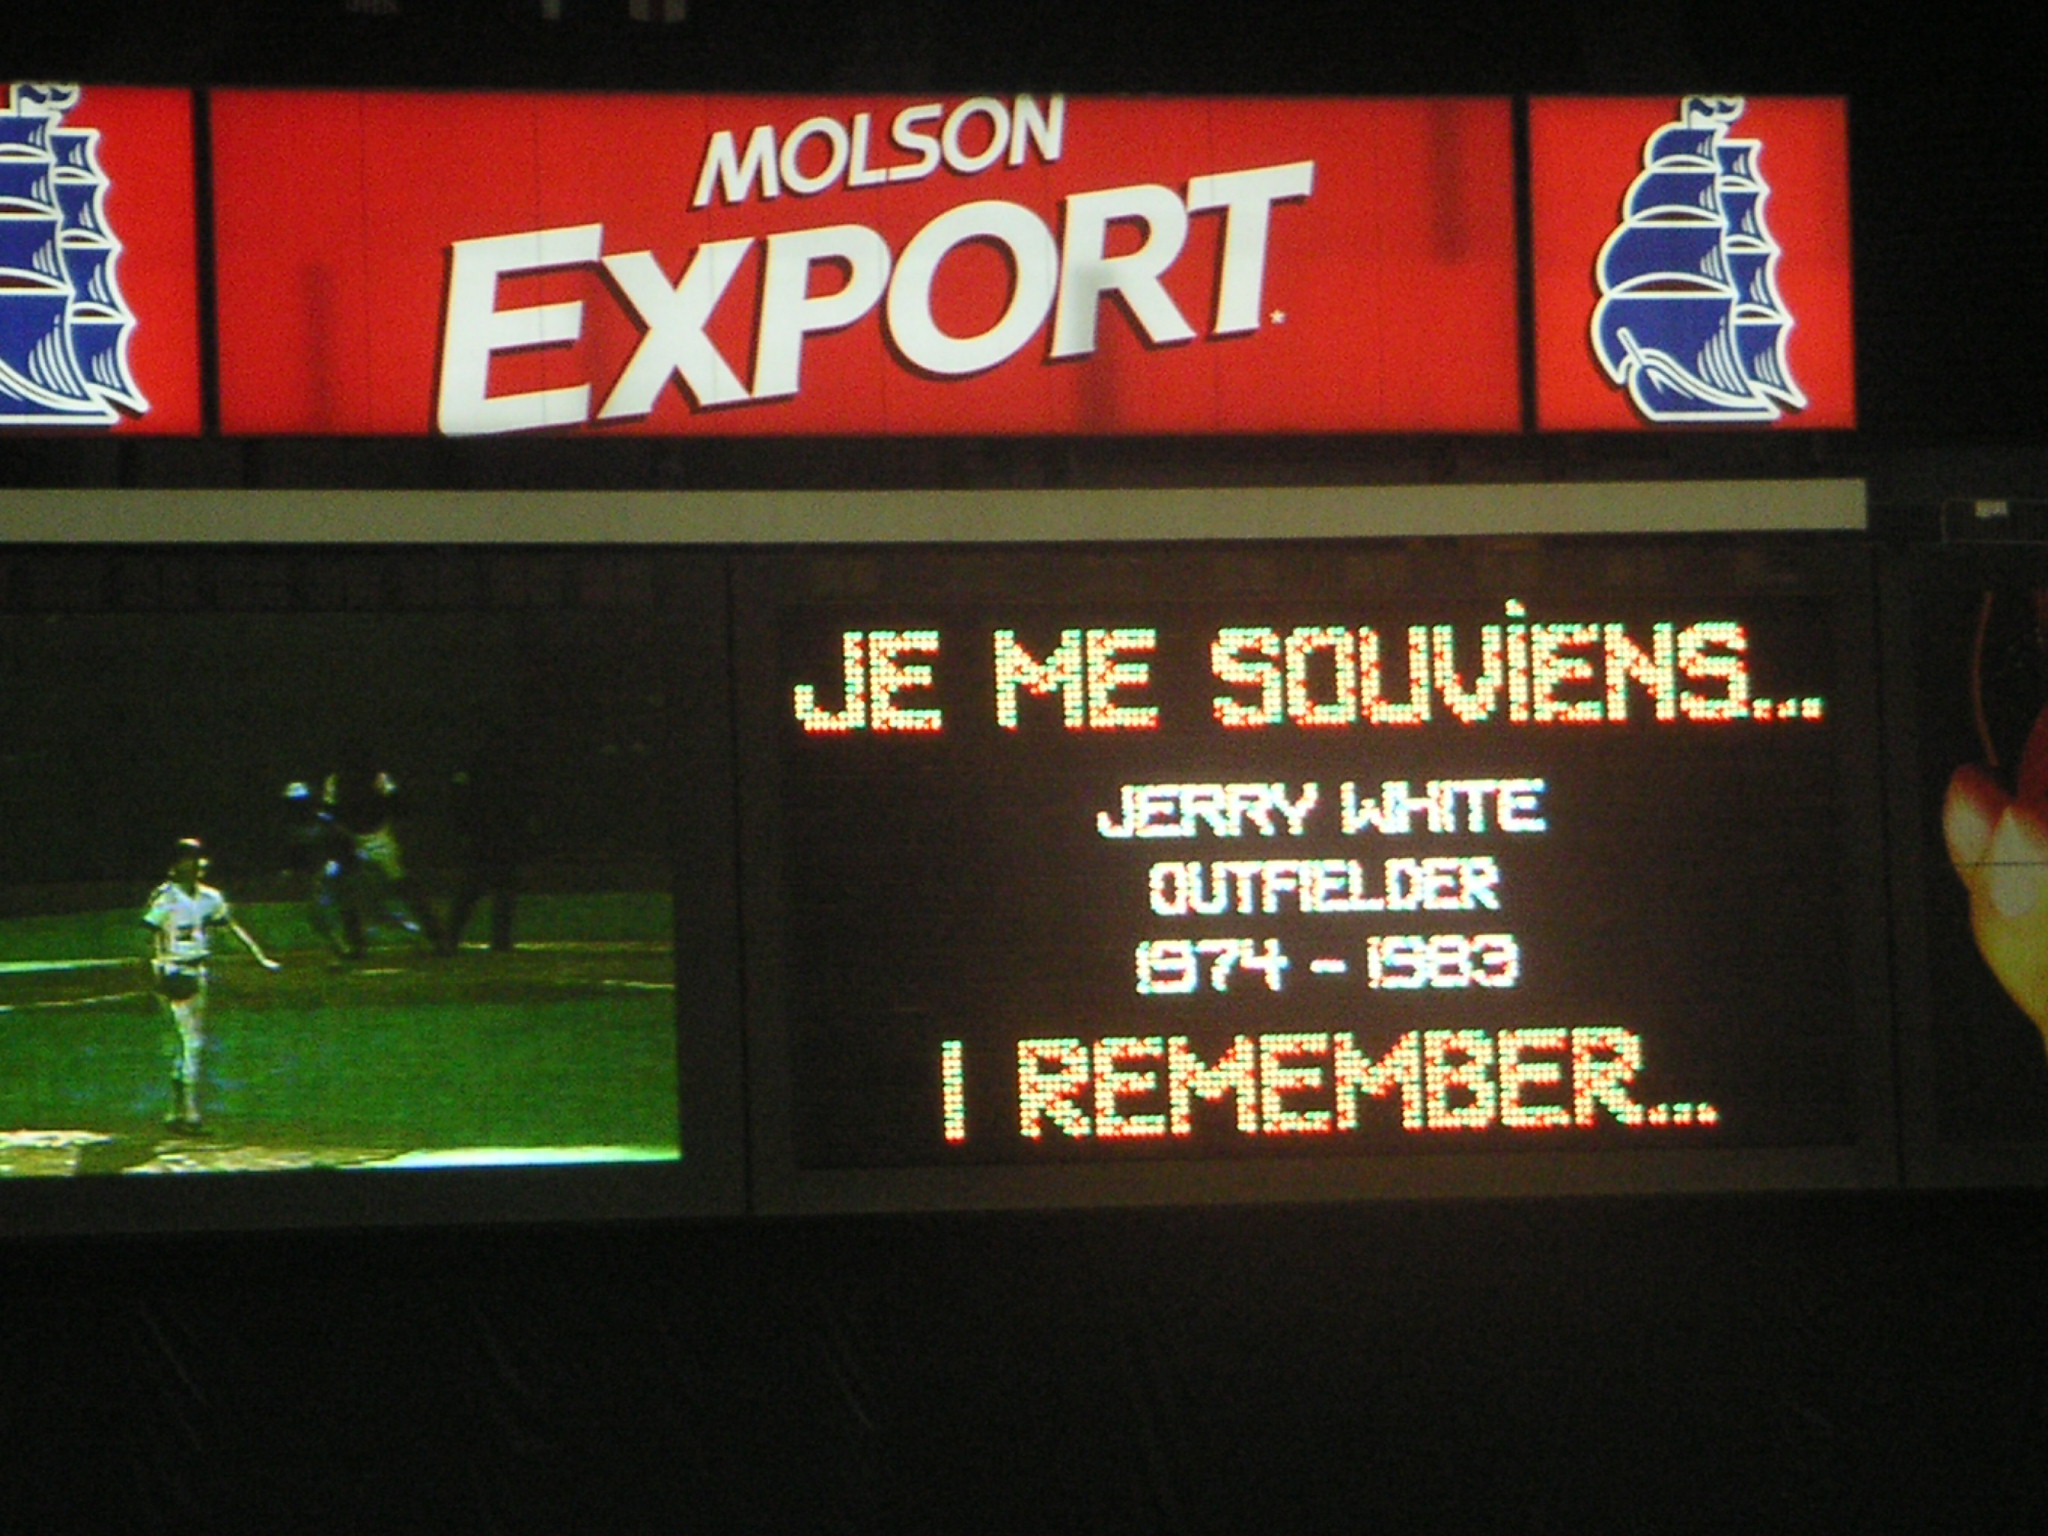 MOLSON
EXPORT
JE ME SOUViENS...
JERRY WHITE
OUTFIELDER
1974 - 1983
I REMEMBER...